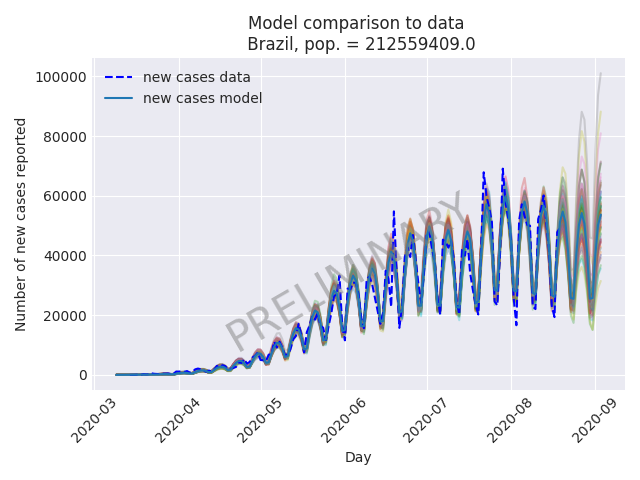 Model comparison to data
Brazil, pop. = 212559409.0
new cases data
new cases model
Number of new cases reported
100000
80000
60000
40000
20000
0
PRELIMINARY
2020-03
2020-04
2020-05
2020-06
2020-07
2020-08
2020-09
Day